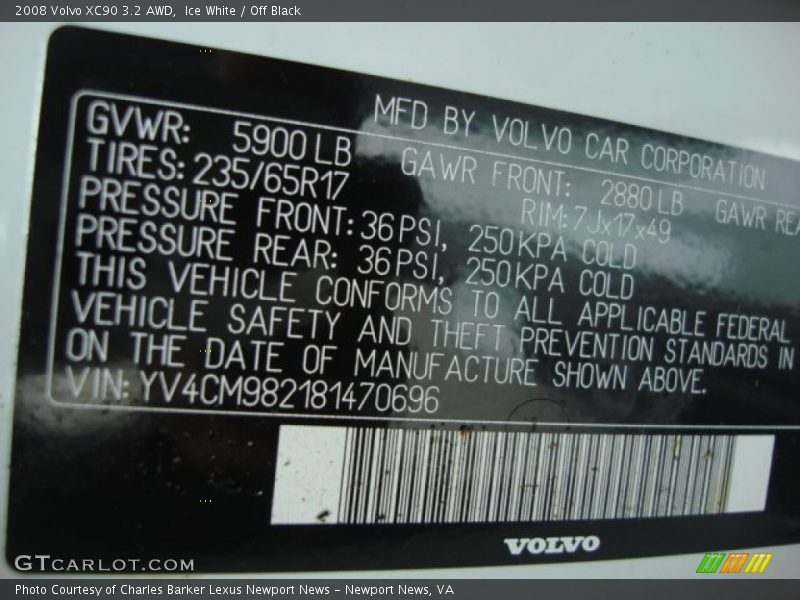 2008 Volvo XC90 3.2 AWD,  Ice White / Off Black
MFD BY VOLVO CAR CORPORATION
GVWR: 5900 LB GAWR FRONT: 2880 LB GAWR
TIRES: 235/65R17 RIM: 7Jx17x49
PRESSURE FRONT: 36 PSI, 250 KPA COLD
PRESSURE REAR: 36 PSI, 250 KPA COLD
THIS VEHICLE CONFORMS TO ALL APPLICABLE FEDERAL
VEHICLE SAFETY AND THEFT PREVENTION STANDARDS IN
ON THE DATE OF MANUFACTURE SHOWN ABOVE.
VIN: YV4CM982181470696
VOLVO
GTCARLOT.COM
Photo Courtesy of Charles Barker Lexus Newport News – Newport News, VA